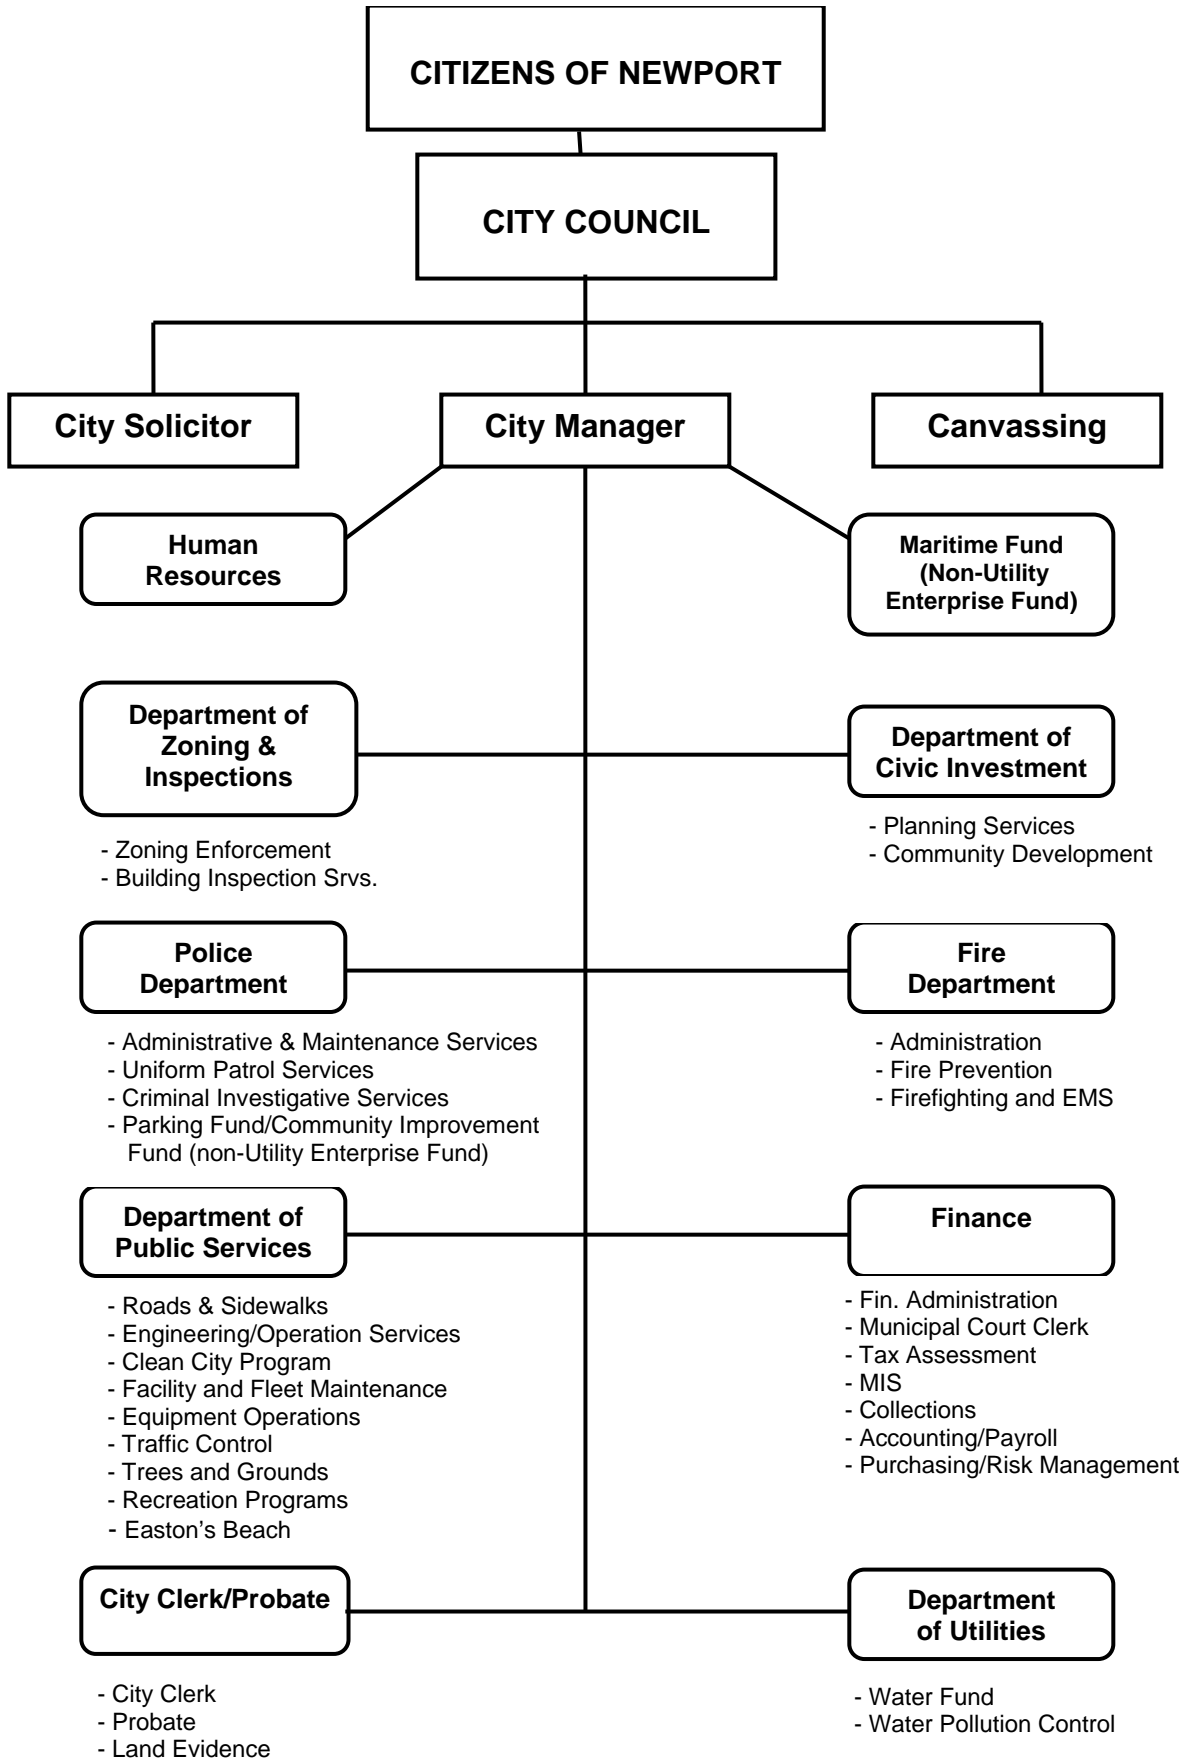 CITIZENS OF NEWPORT
CITY COUNCIL
City Solicitor
City Manager
Canvassing
Human
Resources
Maritime Fund
(Non-Utility
Enterprise Fund)
Department of
Zoning &
Inspections
- Zoning Enforcement
- Building Inspection Srvs.
Department of
Civic Investment
- Planning Services
- Community Development
Police
Department
- Administrative & Maintenance Services
- Uniform Patrol Services
- Criminal Investigative Services
- Parking Fund/Community Improvement
Fund (non-Utility Enterprise Fund)
Fire
Department
- Administration
- Fire Prevention
- Firefighting and EMS
Department of
Public Services
- Roads & Sidewalks
- Engineering/Operation Services
- Clean City Program
- Facility and Fleet Maintenance
- Equipment Operations
- Traffic Control
- Trees and Grounds
- Recreation Programs
- Easton’s Beach
Finance
- Fin. Administration
- Municipal Court Clerk
- Tax Assessment
- MIS
- Collections
- Accounting/Payroll
- Purchasing/Risk Management
City Clerk/Probate
- City Clerk
- Probate
- Land Evidence
Department
of Utilities
- Water Fund
- Water Pollution Control